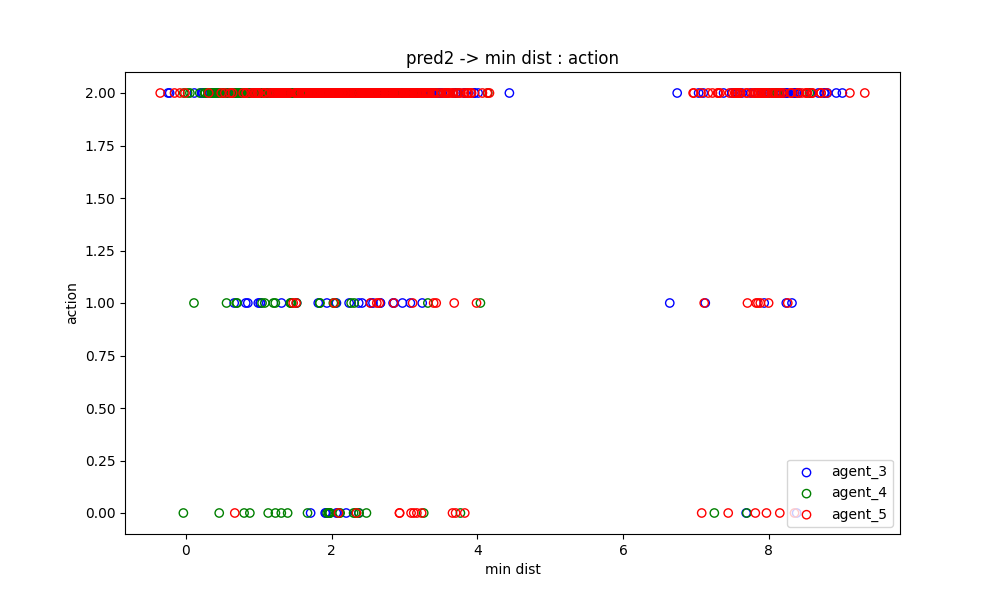 pred2 -> min dist : action
2.00
1.75
1.50
1.25
1.00
0.75
0.50
0.25
0.00
action
0
2
4
6
8
min dist
agent_3
agent_4
agent_5